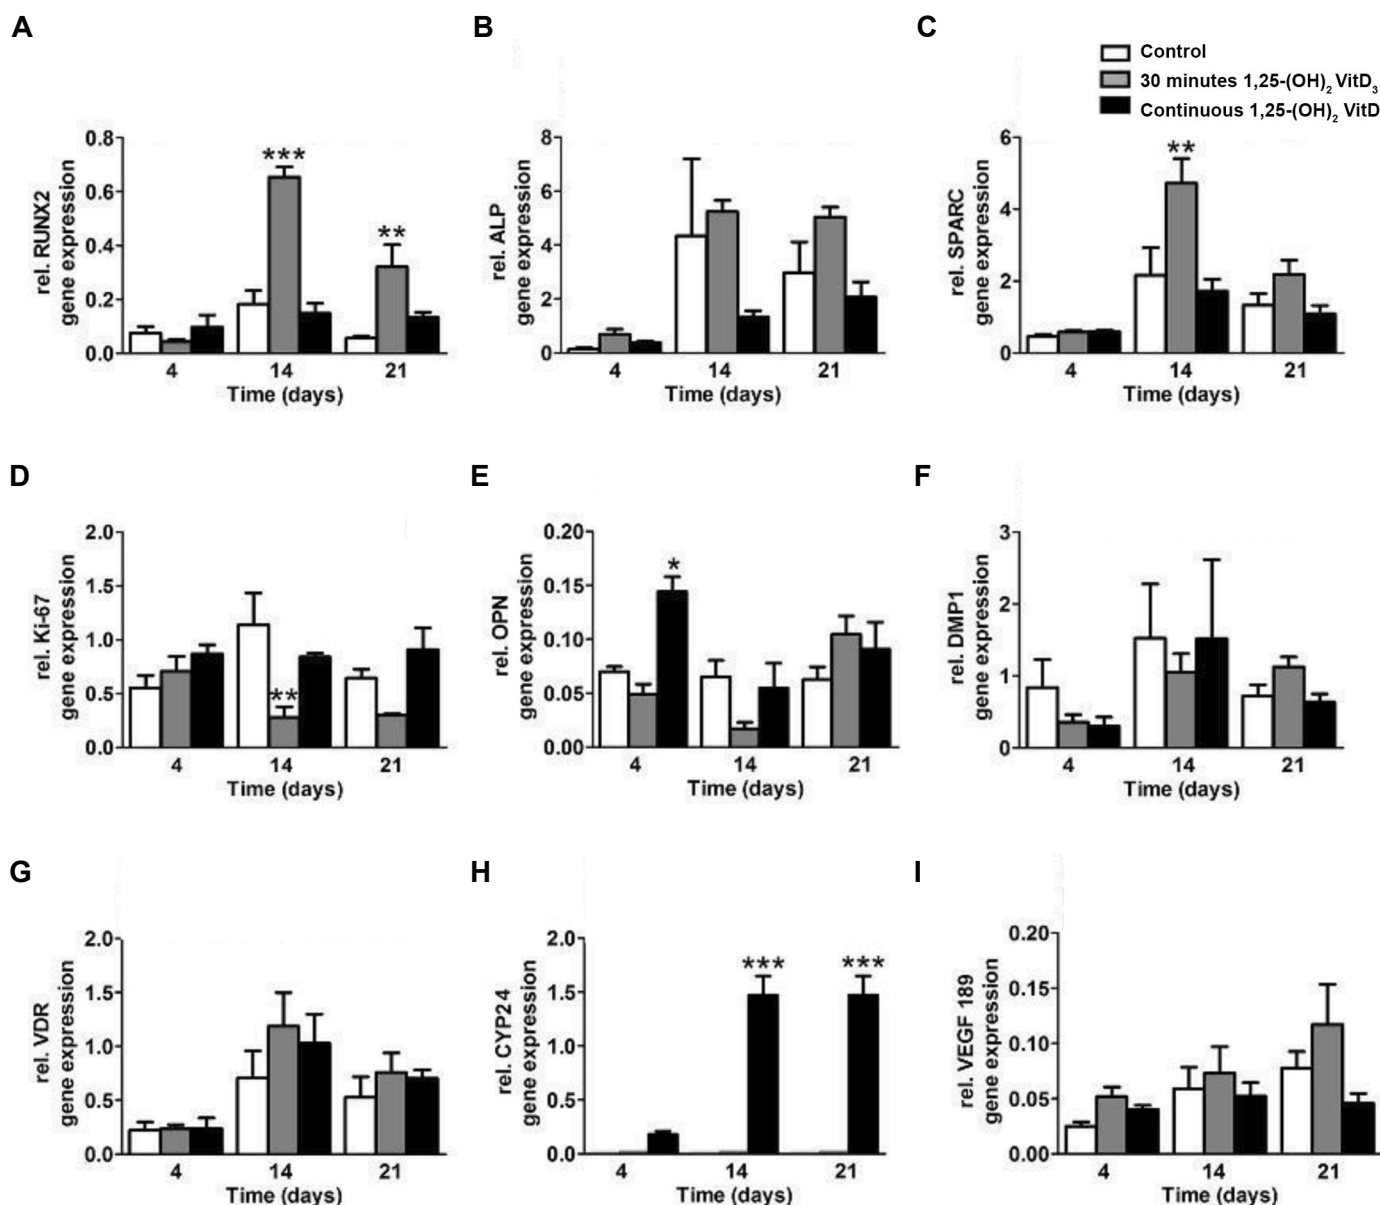 A
B
C
Control
30 minutes 1,25-(OH)₂ VitD₃
Continuous 1,25-(OH)₂ VitD
rel. RUNX2
gene expression
0.8
0.6
0.4
0.2
0.0
***
**
4 14 21
Time (days)
rel. ALP
gene expression
8
6
4
2
0
4 14 21
Time (days)
rel. SPARC
gene expression
6
4
2
0
**
4 14 21
Time (days)
D
E
F
rel. Ki-67
gene expression
2.0
1.5
1.0
0.5
0.0
**
4 14 21
Time (days)
rel. OPN
gene expression
0.20
0.15
0.10
0.05
0.00
*
4 14 21
Time (days)
rel. DMP1
gene expression
3
2
1
0
4 14 21
Time (days)
G
H
I
rel. VDR
gene expression
2.0
1.5
1.0
0.5
0.0
4 14 21
Time (days)
rel. CYP24
gene expression
2.0
1.5
1.0
0.5
0.0
*** ***
4 14 21
Time (days)
rel. VEGF 189
gene expression
0.20
0.15
0.10
0.05
0.00
4 14 21
Time (days)